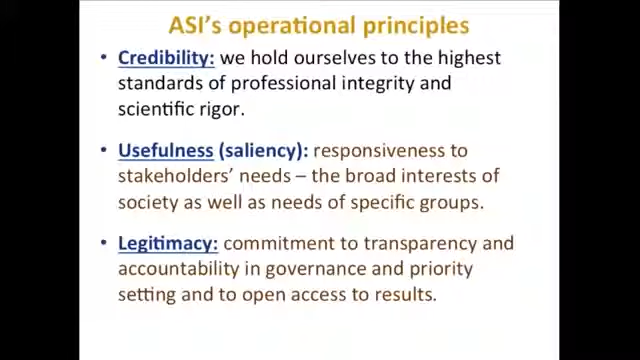 ASI's operational principles
• Credibility: we hold ourselves to the highest
standards of professional integrity and
scientific rigor.
• Usefulness (saliency): responsiveness to
stakeholders' needs – the broad interests of
society as well as needs of specific groups.
• Legitimacy: commitment to transparency and
accountability in governance and priority
setting and to open access to results.